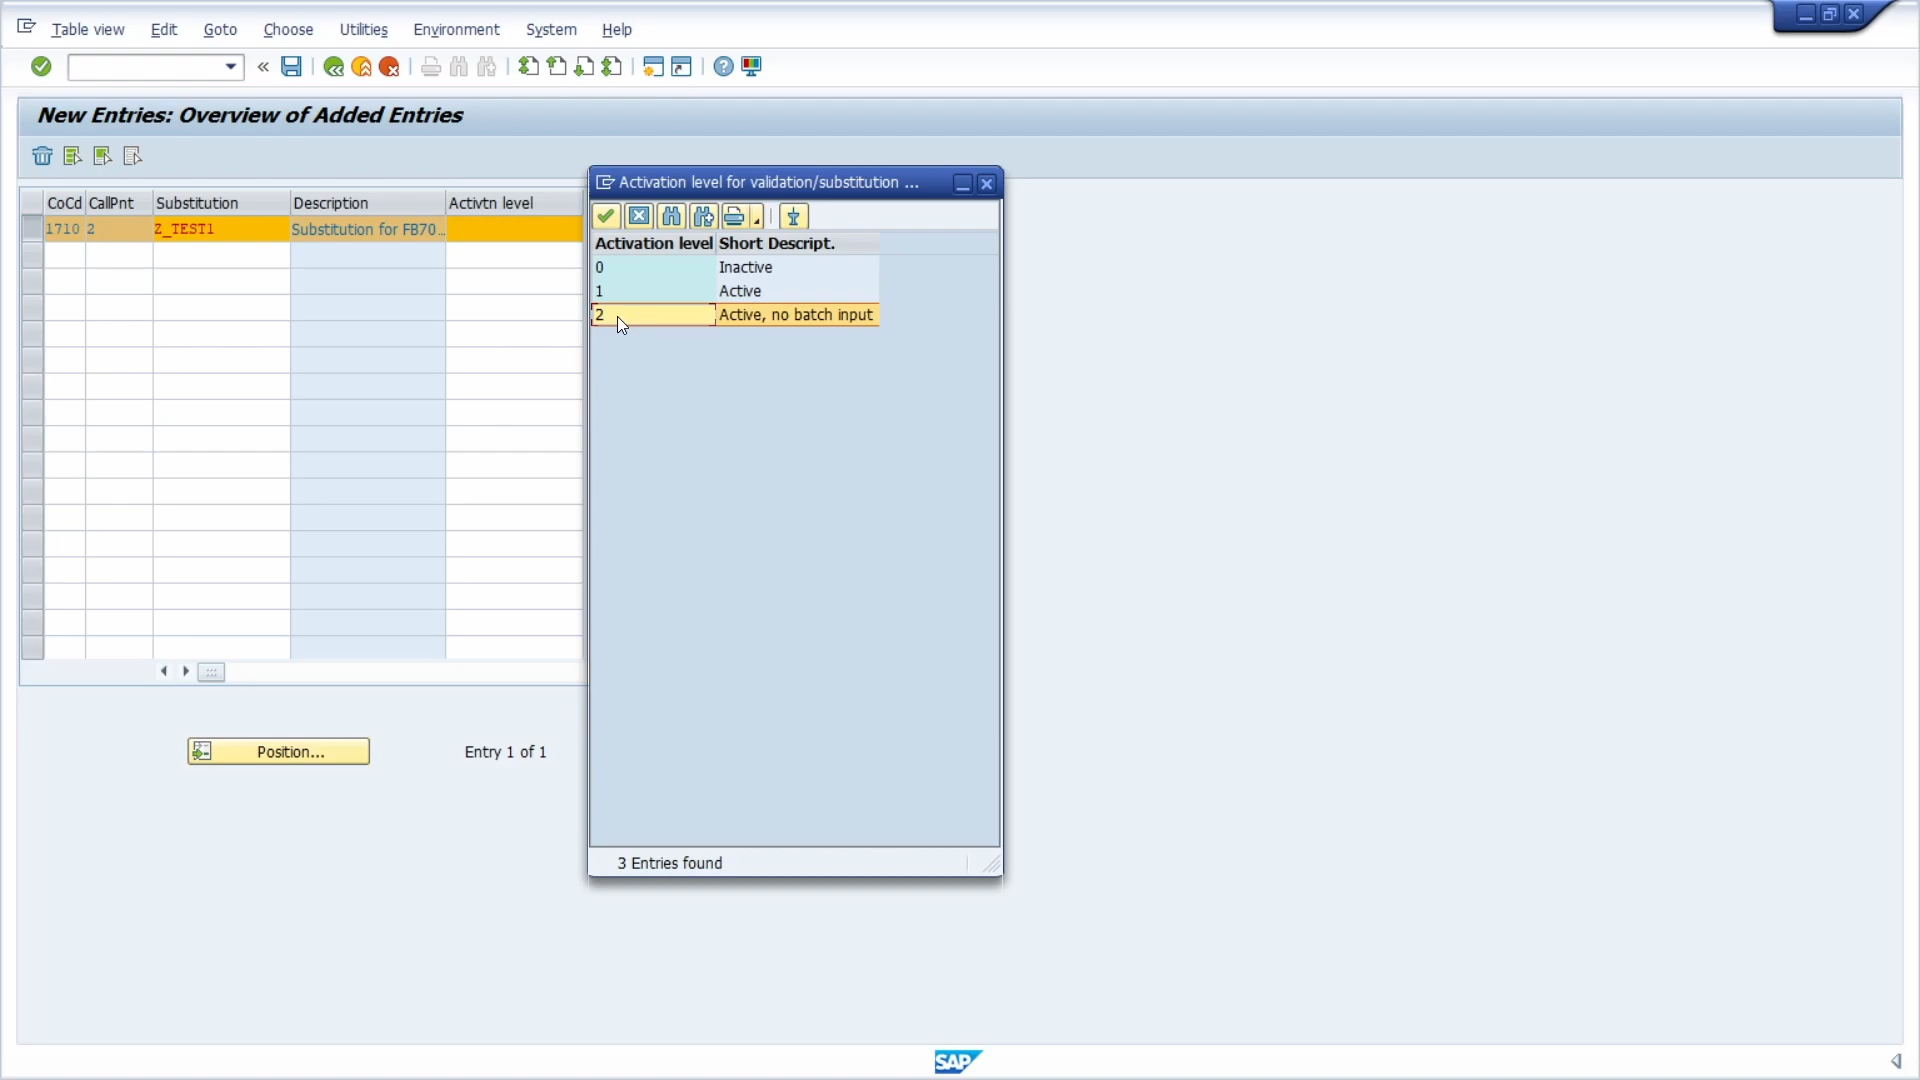 Table view Edit Goto Choose Utilities Environment System Help
New Entries: Overview of Added Entries
CoCd CallPnt Substitution Description Activtn level
1710 2 Z_TEST1 Substitution for FB70...
Activation level for validation/substitution ...
Activation level Short Descript.
0 Inactive
1 Active
2 Active, no batch input
3 Entries found
Position... Entry 1 of 1
SAP